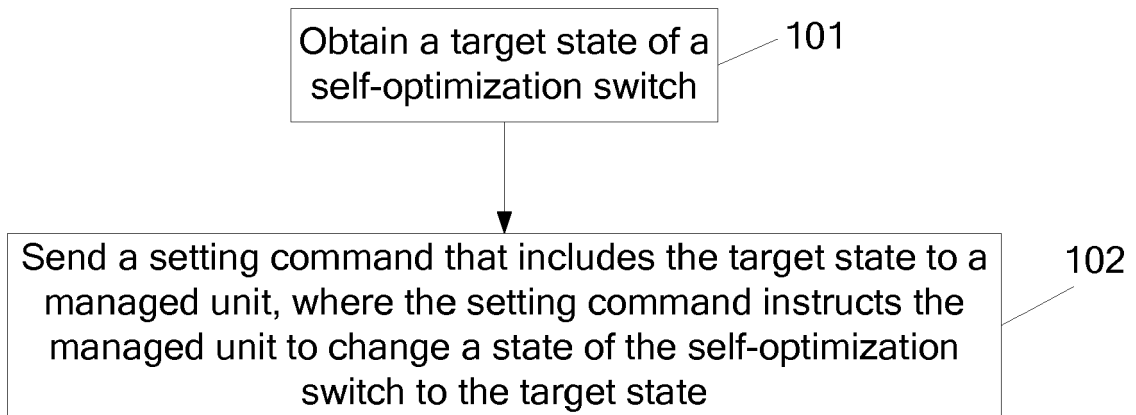 Obtain a target state of a
self-optimization switch
101
Send a setting command that includes the target state to a
managed unit, where the setting command instructs the
managed unit to change a state of the self-optimization
switch to the target state
102